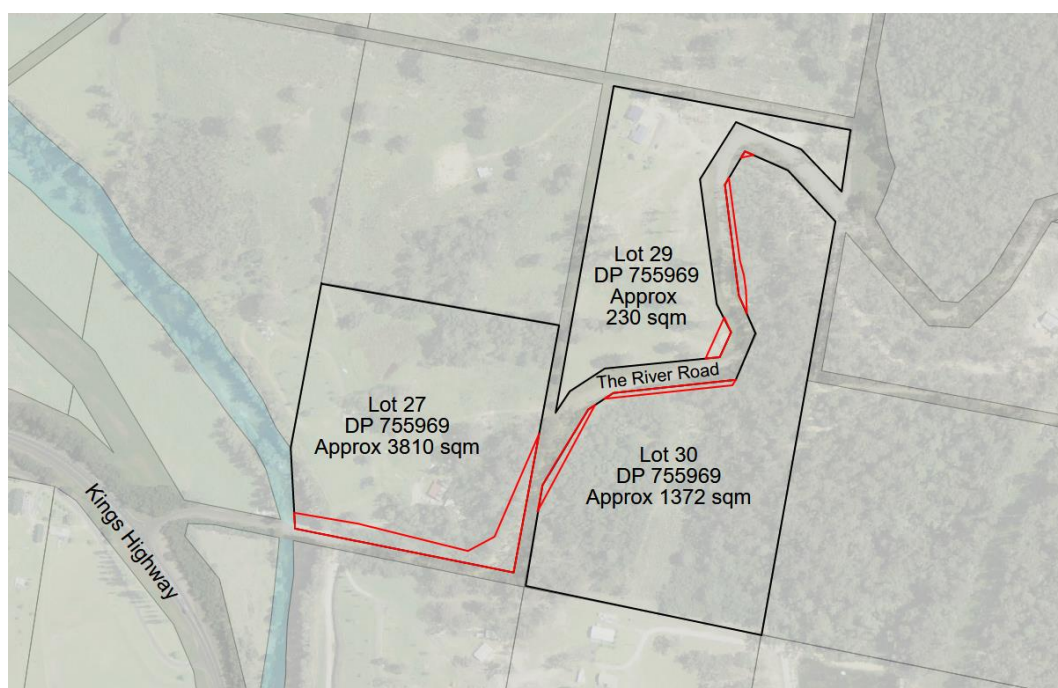 Lot 29
DP 755969
Approx
230 sqm
The River Road
Lot 27
DP 755969
Approx 3810 sqm
Lot 30
DP 755969
Approx 1372 sqm
Kings Highway